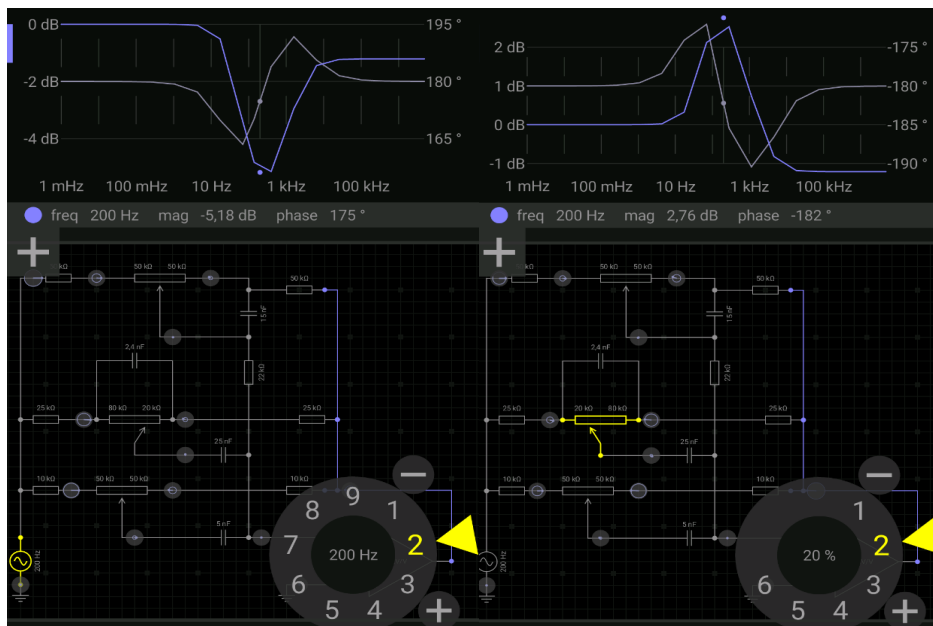 0 dB
195 °
-2 dB
180 °
-4 dB
165 °
1 mHz 100 mHz 10 Hz 1 kHz 100 kHz
freq 200 Hz mag -5,18 dB phase 175 °
50 kΩ 50 kΩ
50 kΩ
15 nF
2,4 nF
22 kΩ
25 kΩ
80 kΩ 20 kΩ
25 kΩ
25 nF
10 kΩ
50 kΩ 50 kΩ
10 kΩ
5 nF
200 Hz
9
8
1
7
200 Hz
2
6
3
5
4
2 dB
-175 °
1 dB
-180 °
0 dB
-185 °
-1 dB
-190 °
1 mHz 100 mHz 10 Hz 1 kHz 100 kHz
freq 200 Hz mag 2,76 dB phase -182 °
50 kΩ 50 kΩ
50 kΩ
15 nF
2,4 nF
22 kΩ
25 kΩ
20 kΩ 80 kΩ
25 kΩ
25 nF
10 kΩ
50 kΩ 50 kΩ
10 kΩ
5 nF
200 Hz
1
20 %
2
6
3
5
4